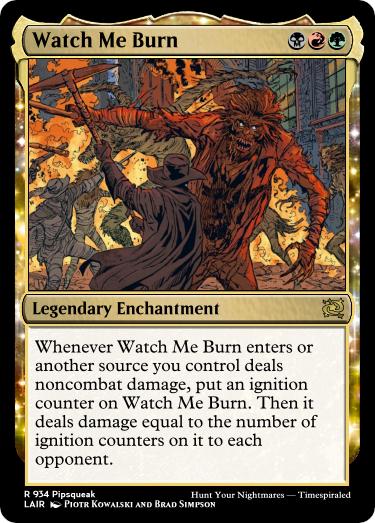 Watch Me Burn
Legendary Enchantment
Whenever Watch Me Burn enters or
another source you control deals
noncombat damage, put an ignition
counter on Watch Me Burn. Then it
deals damage equal to the number of
ignition counters on it to each
opponent.
R 934 Pipsqueak
Hunt Your Nightmares — Timespiraled
LAIR Piotr Kowalski and Brad Simpson